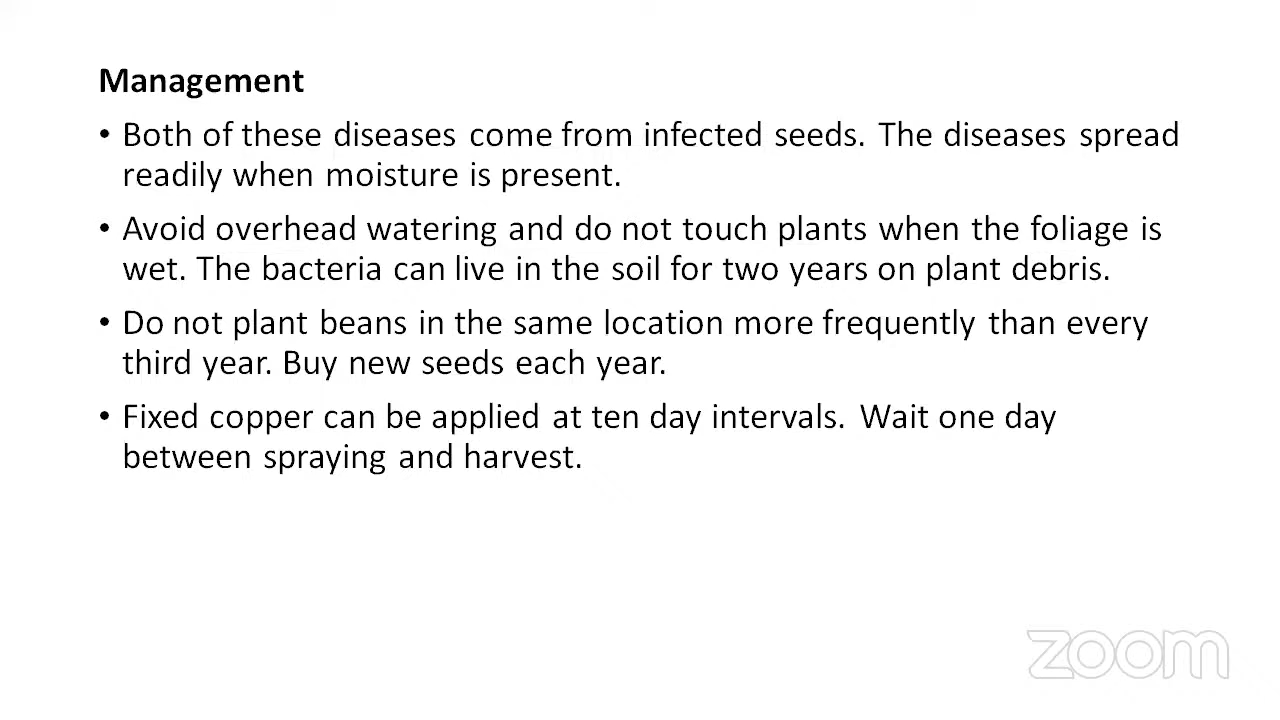 Management
• Both of these diseases come from infected seeds. The diseases spread
readily when moisture is present.
• Avoid overhead watering and do not touch plants when the foliage is
wet. The bacteria can live in the soil for two years on plant debris.
• Do not plant beans in the same location more frequently than every
third year. Buy new seeds each year.
• Fixed copper can be applied at ten day intervals. Wait one day
between spraying and harvest.
zoom